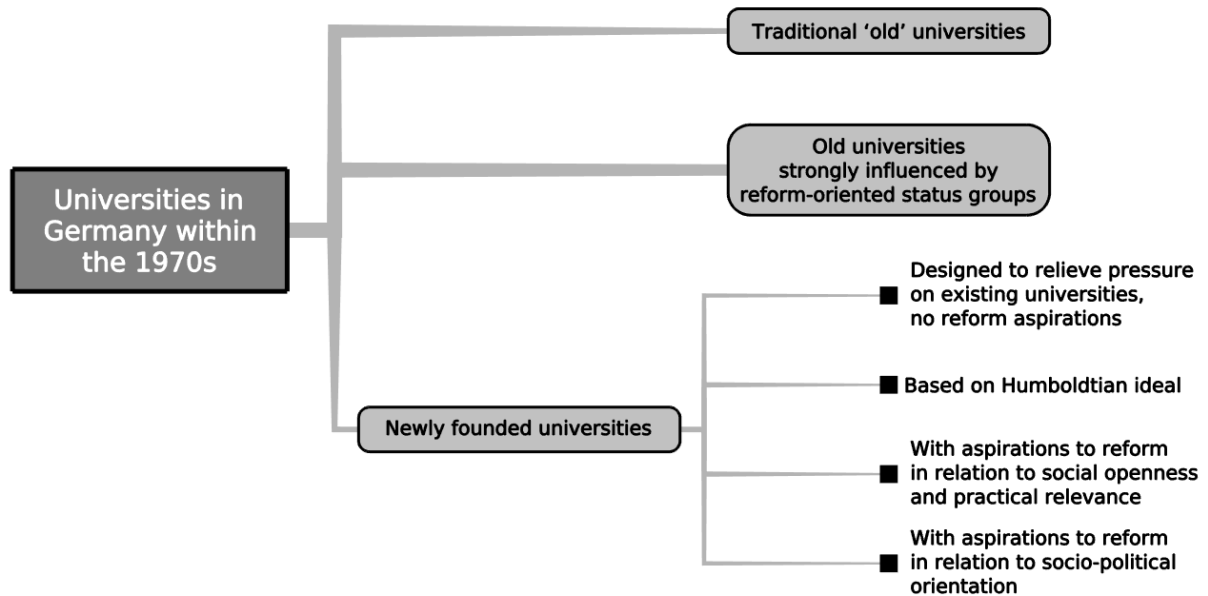 Traditional ‘old’ universities
Old universities
strongly influenced by
reform-oriented status groups
Universities in
Germany within
the 1970s
Designed to relieve pressure
on existing universities,
no reform aspirations
Based on Humboldtian ideal
Newly founded universities
With aspirations to reform
in relation to social openness
and practical relevance
With aspirations to reform
in relation to socio-political
orientation